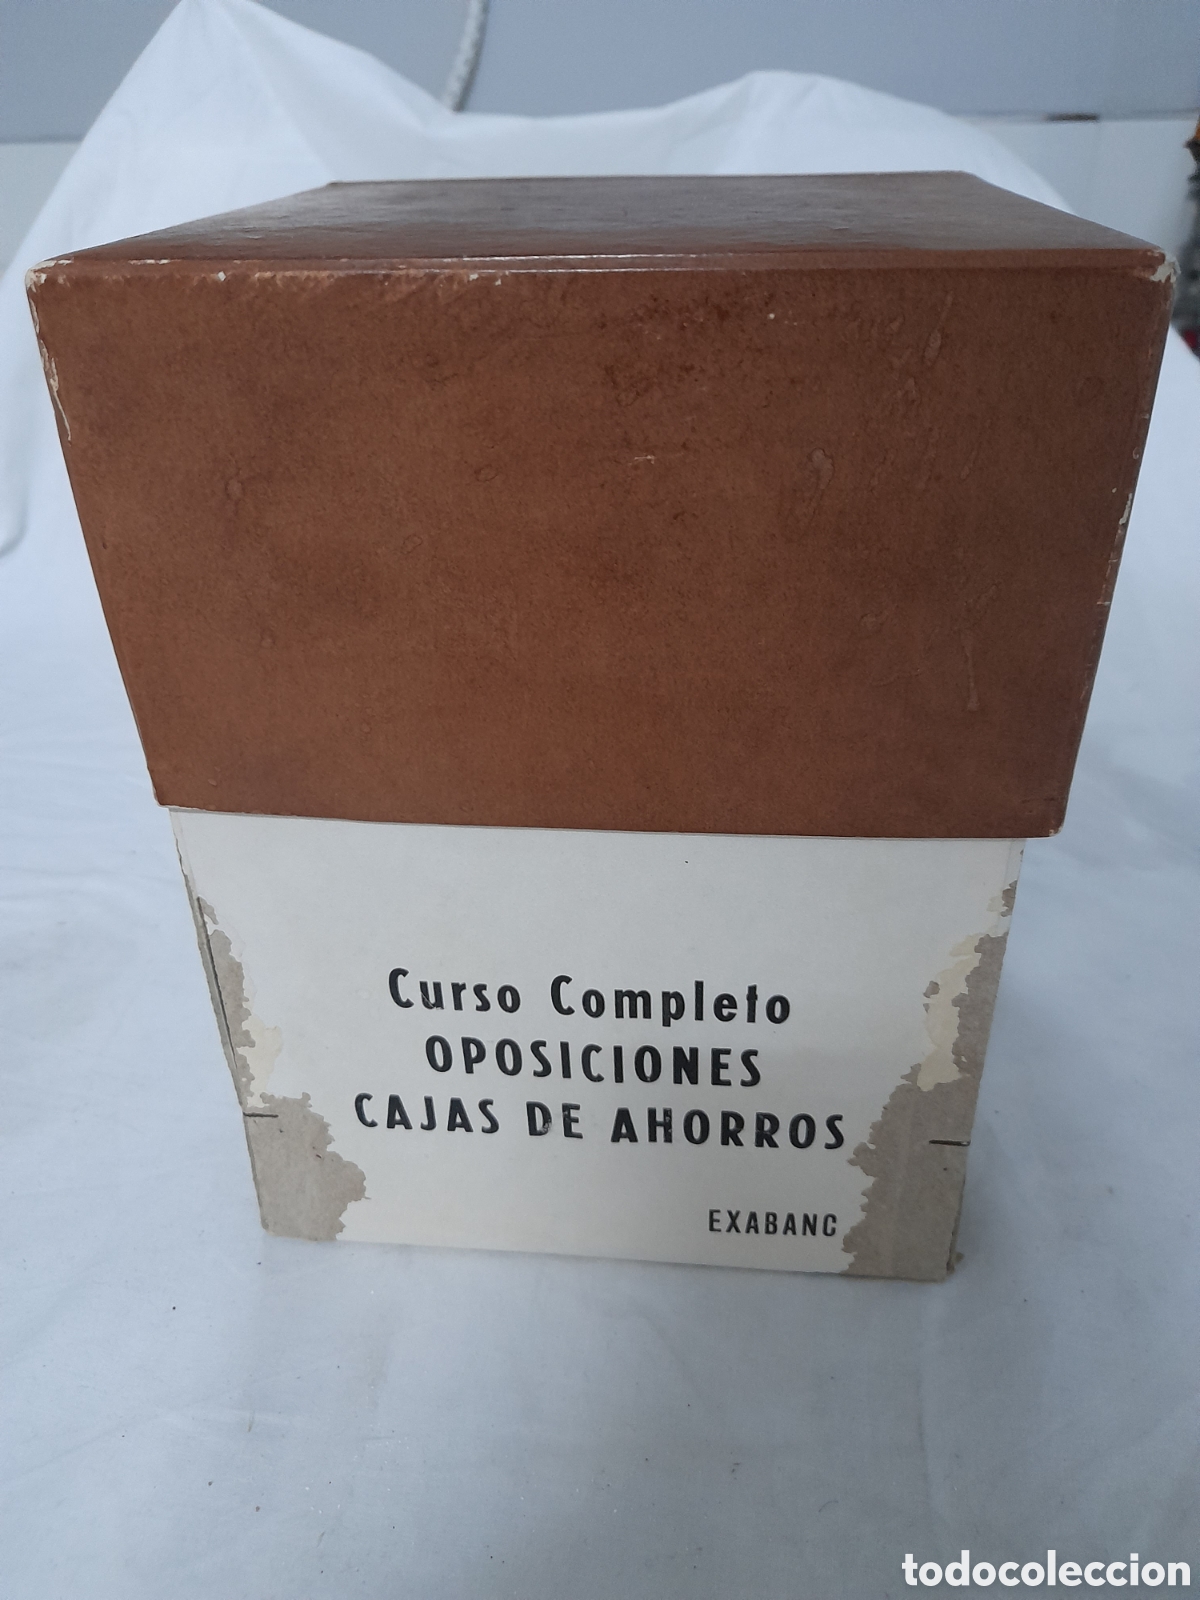 Curso Completo
OPOSICIONES
CAJAS DE AHORROS
EXABANC
todocoleccion